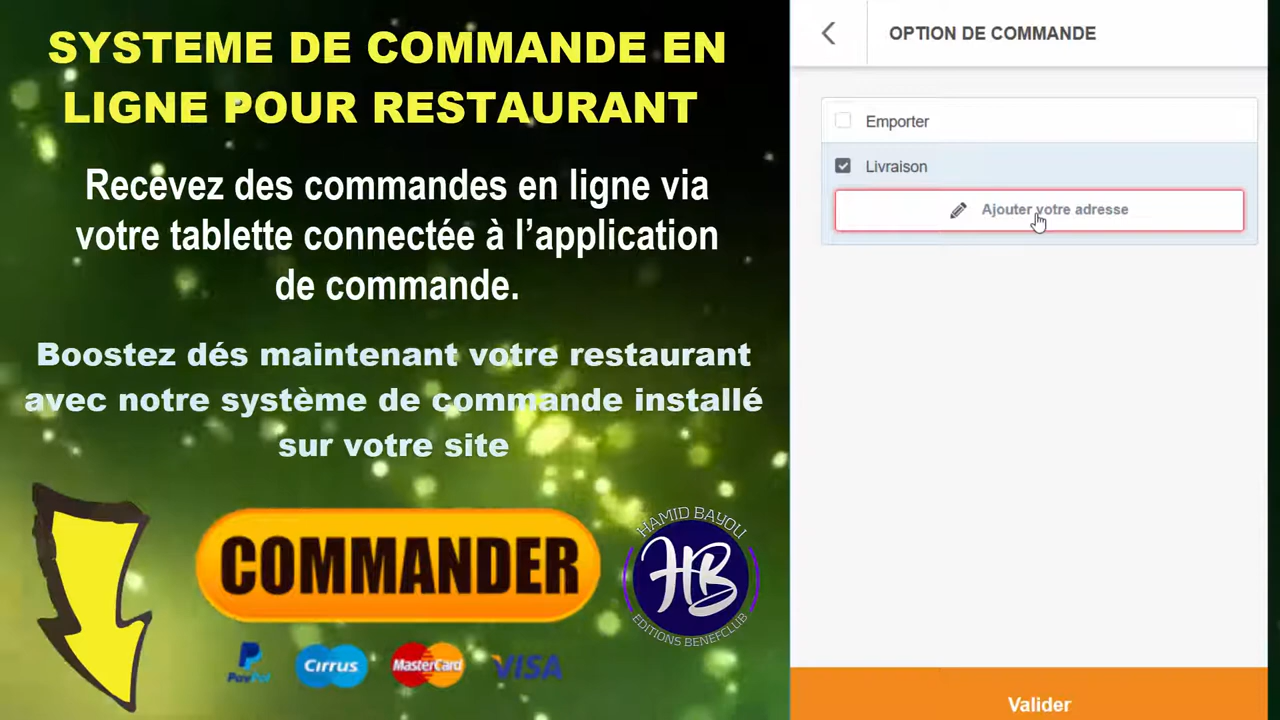 SYSTEME DE COMMANDE EN
LIGNE POUR RESTAURANT
Recevez des commandes en ligne via
votre tablette connectée à l’application
de commande.
Boostez dés maintenant votre restaurant
avec notre système de commande installé
sur votre site
COMMANDER
HAMID BAYOU
HB
EDITIONS BENEFCLUB
PayPal
Cirrus
MasterCard
VISA
OPTION DE COMMANDE
Emporter
Livraison
Ajouter votre adresse
Valider